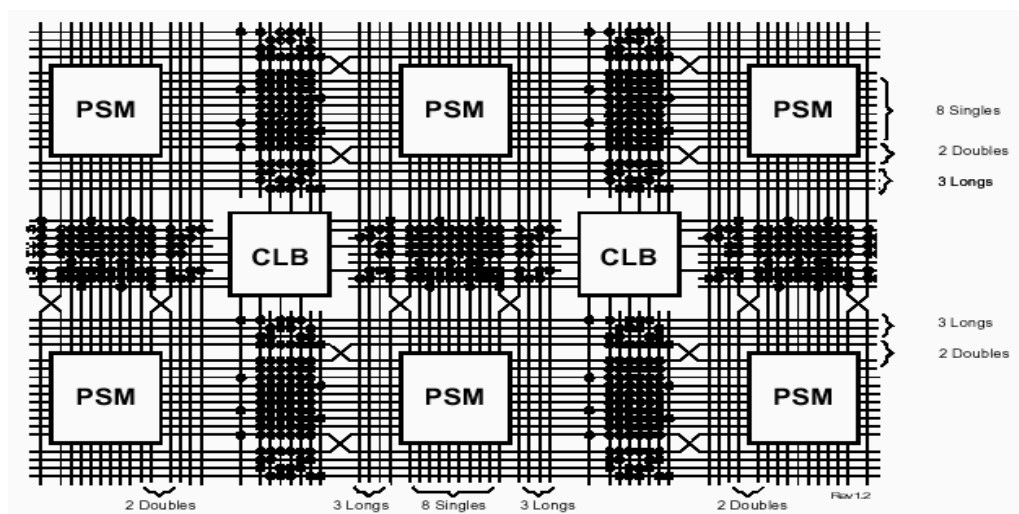 PSM PSM PSM
8 Singles
2 Doubles
3 Longs
CLB CLB
3 Longs
2 Doubles
PSM PSM PSM
Rev 1.2
2 Doubles 3 Longs 8 Singles 3 Longs 2 Doubles